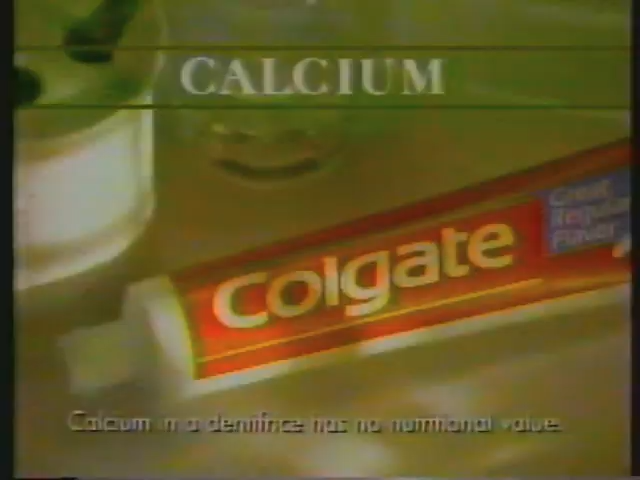 CALCIUM
Great
Regular
Flavor
Colgate
Calcium in a dentifrice has no nutritional value.